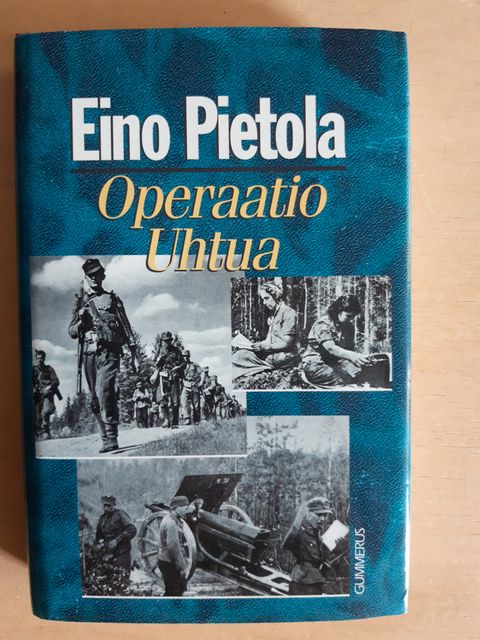 Eino Pietola
Operaatio
Uhtua
GUMMERUS